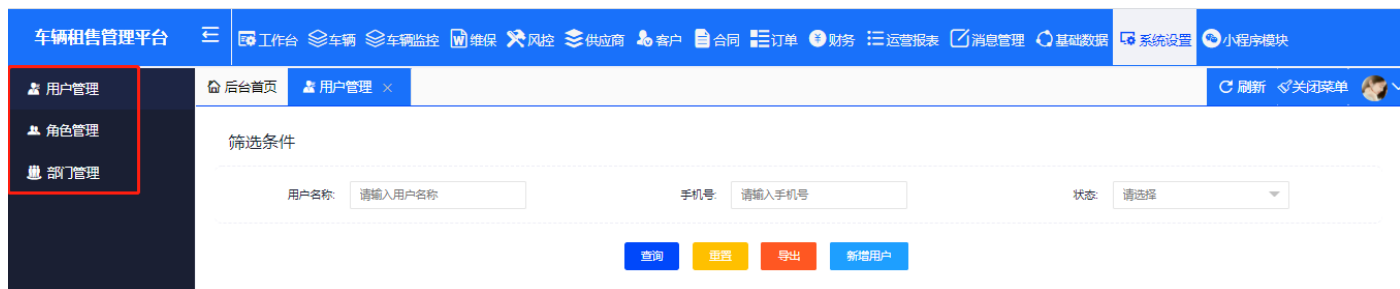 车辆租售管理平台 工作台 车辆 车辆监控 维保 风控 供应商 客户 合同 订单 财务 运营报表 消息管理 基础数据 系统设置 小程序模块
用户管理 后台首页 用户管理 × 刷新 关闭菜单
角色管理
筛选条件
部门管理
用户名称: 请输入用户名称 手机号: 请输入手机号 状态: 请选择
查询 重置 导出 新增用户